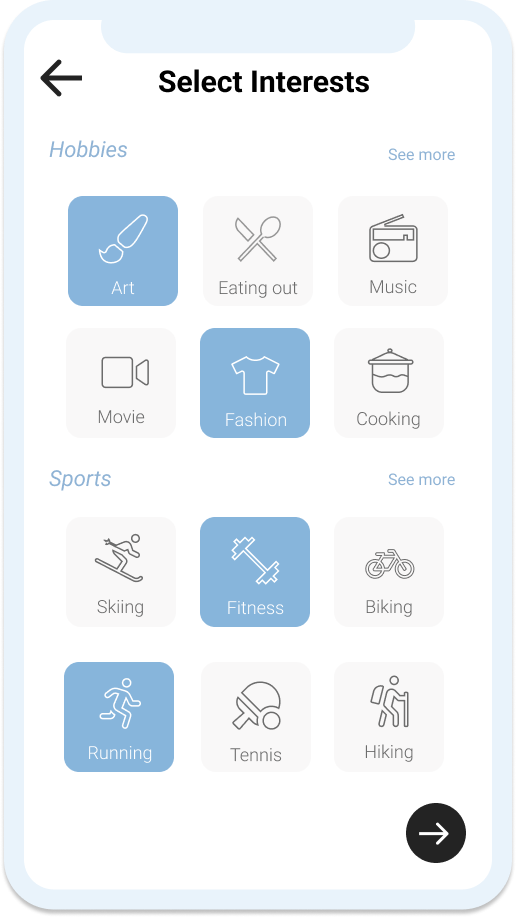 Select Interests
Hobbies
See more
Art
Eating out
Music
Movie
Fashion
Cooking
Sports
See more
Skiing
Fitness
Biking
Running
Tennis
Hiking